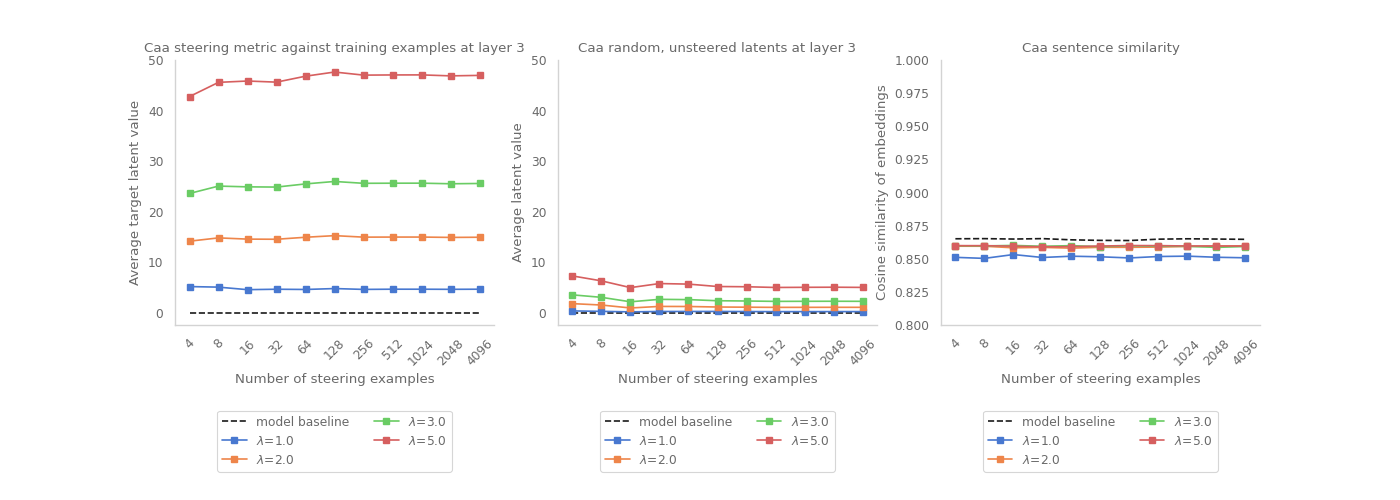 Caa steering metric against training examples at layer 3
50
40
30
20
10
0
Average target latent value
4 8 16 32 64 128 256 512 1024 2048 4096
Number of steering examples
model baseline
λ=1.0
λ=2.0
λ=3.0
λ=5.0
Caa random, unsteered latents at layer 3
50
40
30
20
10
0
Average latent value
4 8 16 32 64 128 256 512 1024 2048 4096
Number of steering examples
model baseline
λ=1.0
λ=2.0
λ=3.0
λ=5.0
Caa sentence similarity
1.000
0.975
0.950
0.925
0.900
0.875
0.850
0.825
0.800
Cosine similarity of embeddings
4 8 16 32 64 128 256 512 1024 2048 4096
Number of steering examples
model baseline
λ=1.0
λ=2.0
λ=3.0
λ=5.0